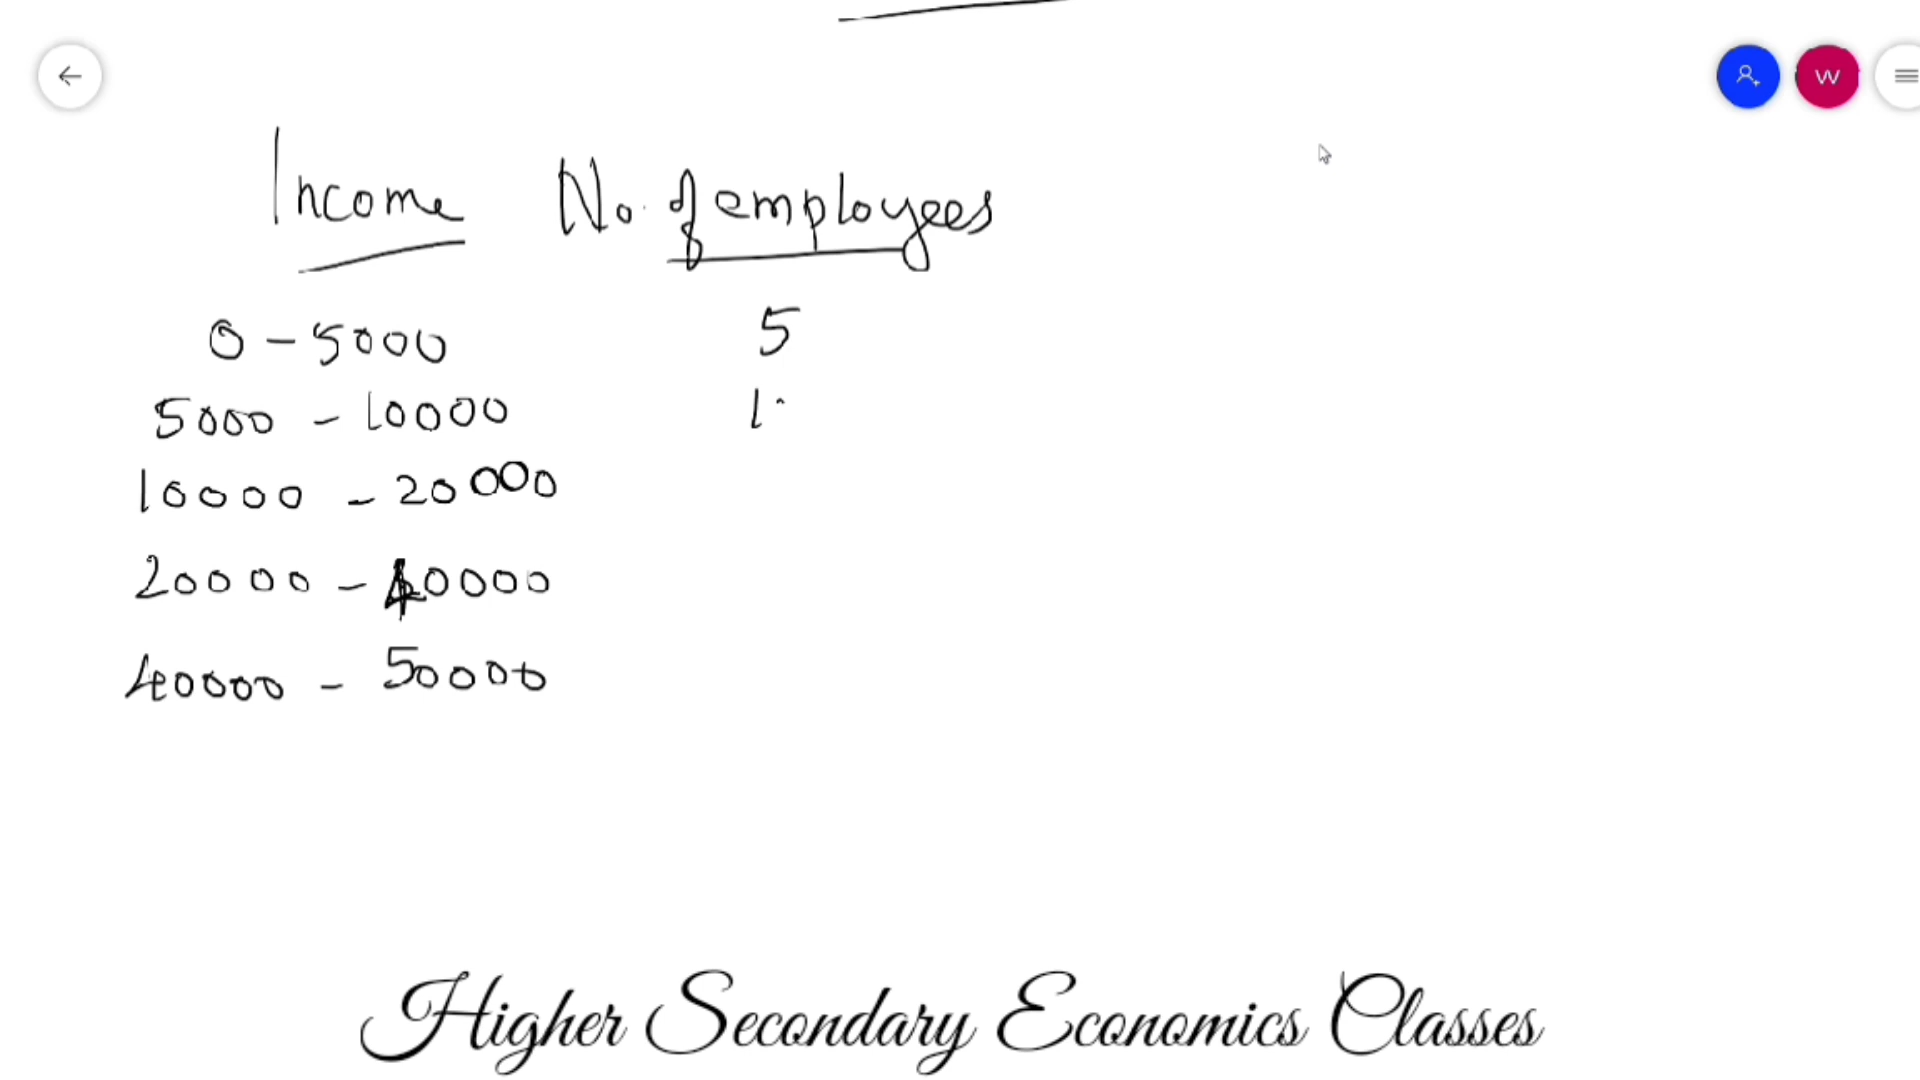 W
Income No. of employees
0 - 5000 5
5000 - 10000 1
10000 - 20000
20000 - 40000
40000 - 50000
Higher Secondary Economics Classes